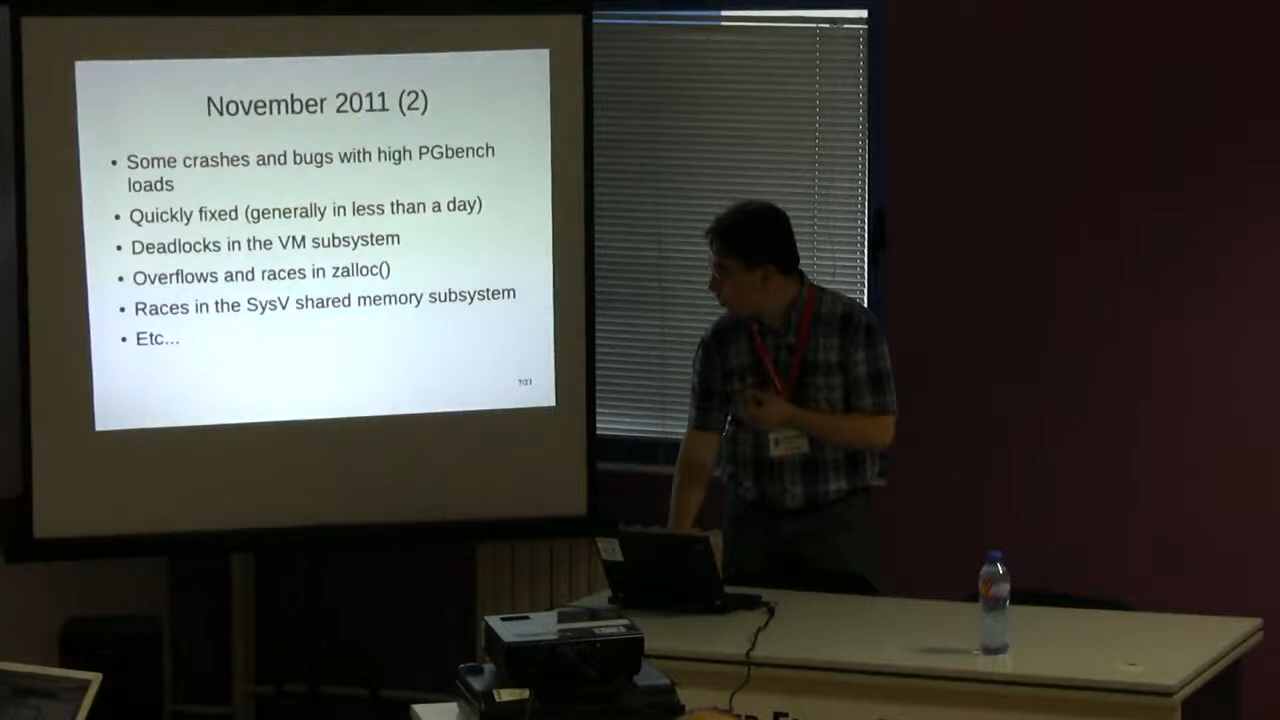 November 2011 (2)
• Some crashes and bugs with high PGbench
loads
• Quickly fixed (generally in less than a day)
• Deadlocks in the VM subsystem
• Overflows and races in zalloc()
• Races in the SysV shared memory subsystem
• Etc...
7/21